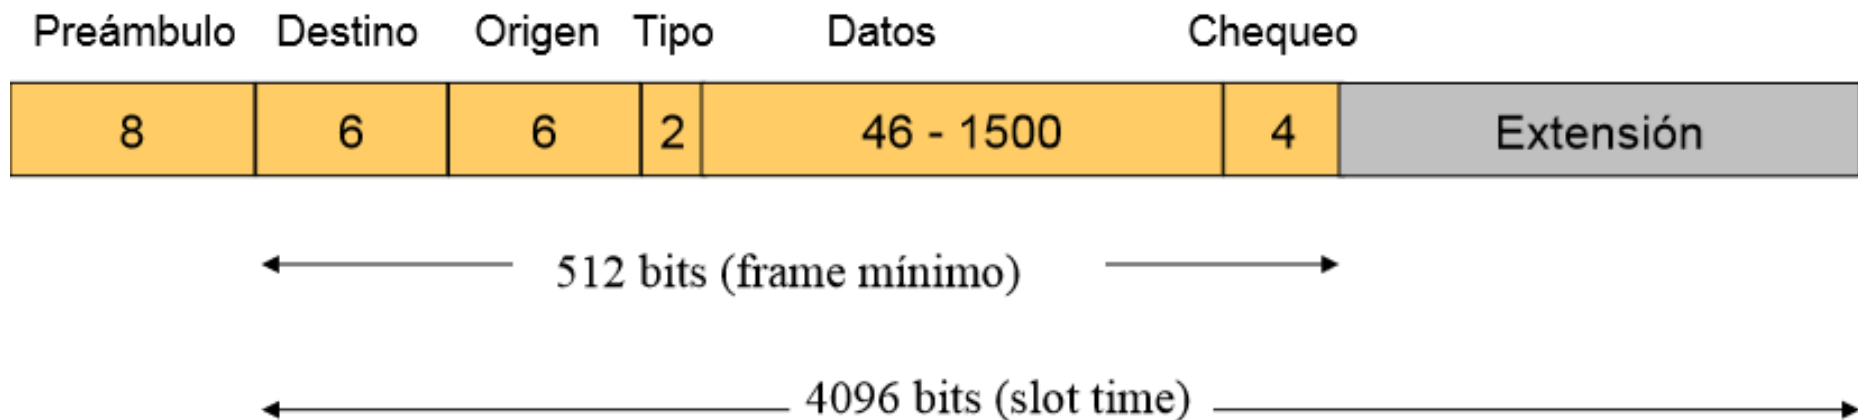 Preámbulo Destino Origen Tipo Datos Chequeo
8 6 6 2 46 - 1500 4 Extensión
512 bits (frame mínimo)
4096 bits (slot time)